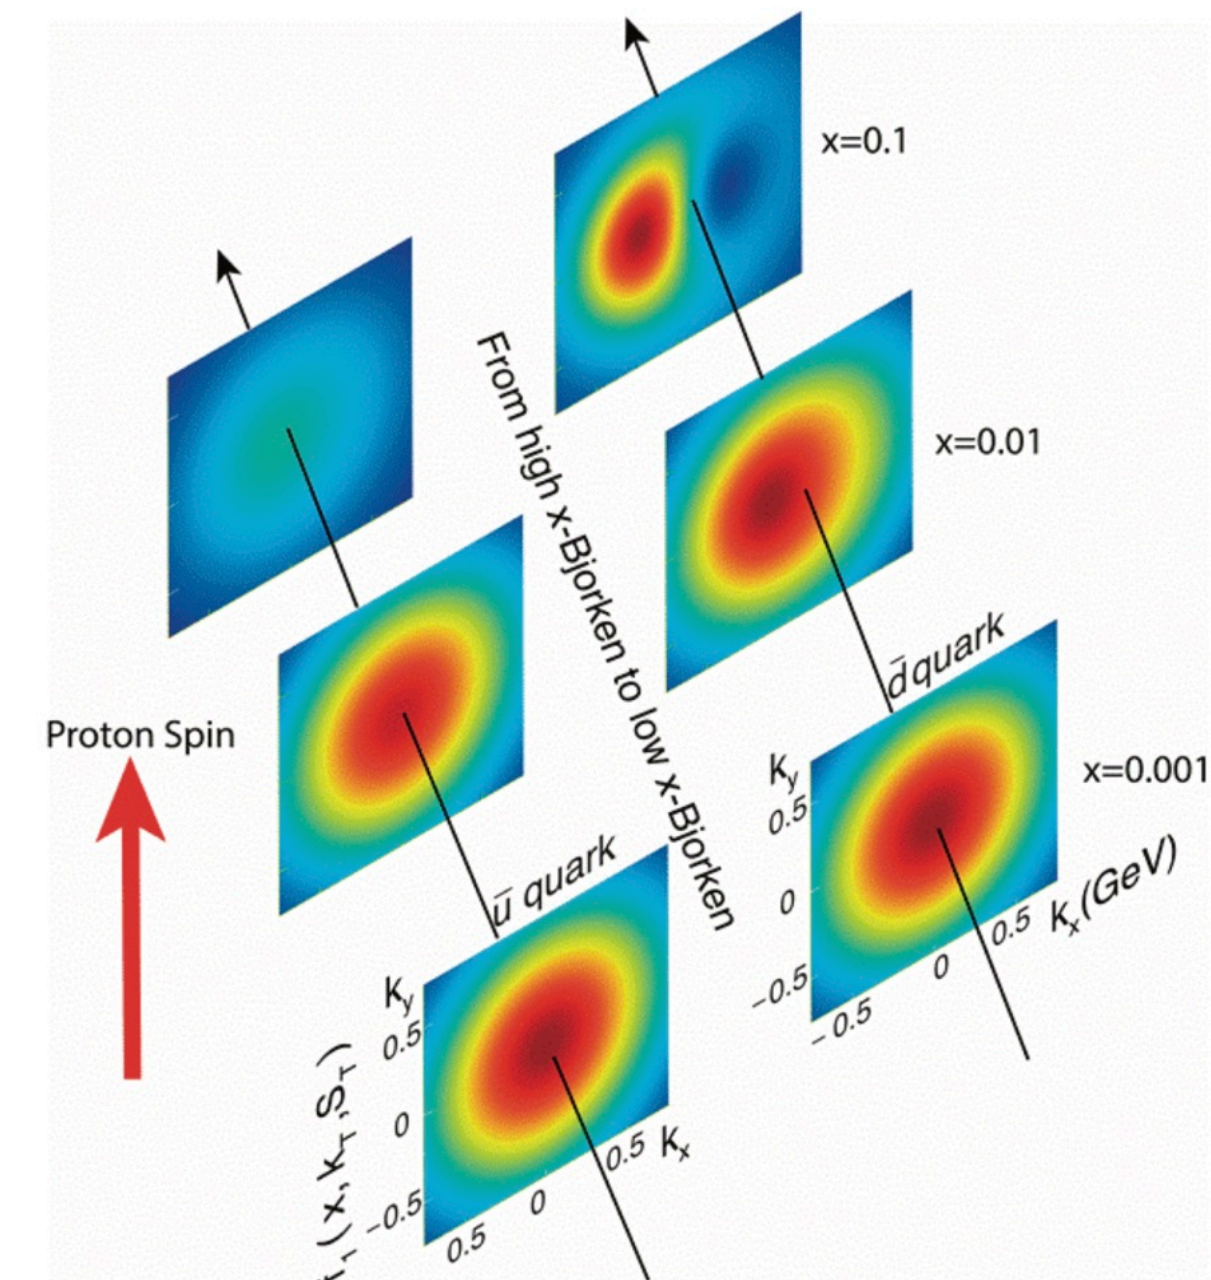 x=0.1
From high x-Bjorken to low x-Bjorken
x=0.01
d̄ quark
Proton Spin
x=0.001
k_y
0.5
0
-0.5
-0.5
0
0.5
k_x(GeV)
ū quark
k_y
0.5
0
-0.5
0.5
0
0.5
k_x
(x, k_T, S_T)